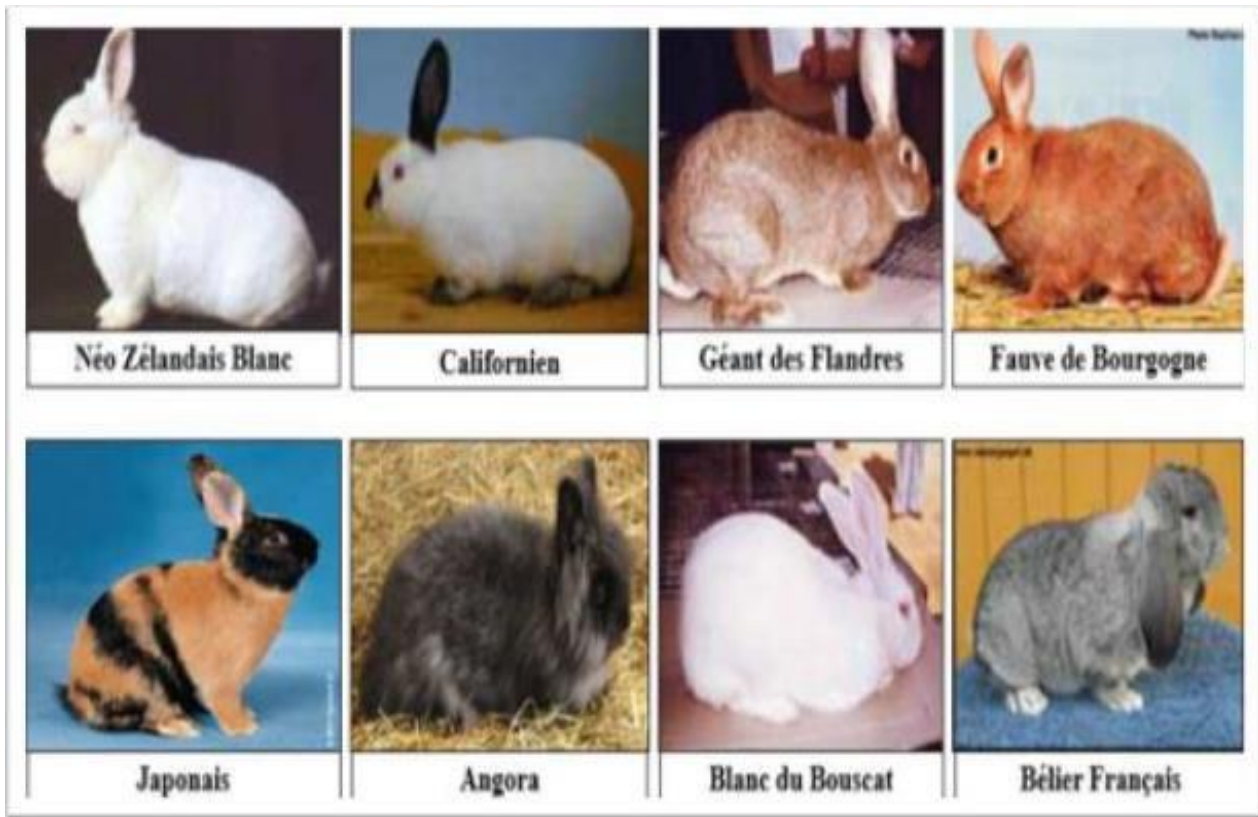 Néo Zélandais Blanc
Californien
Géant des Flandres
Fauve de Bourgogne
Japonais
Angora
Blanc du Bouscat
Bélier Français